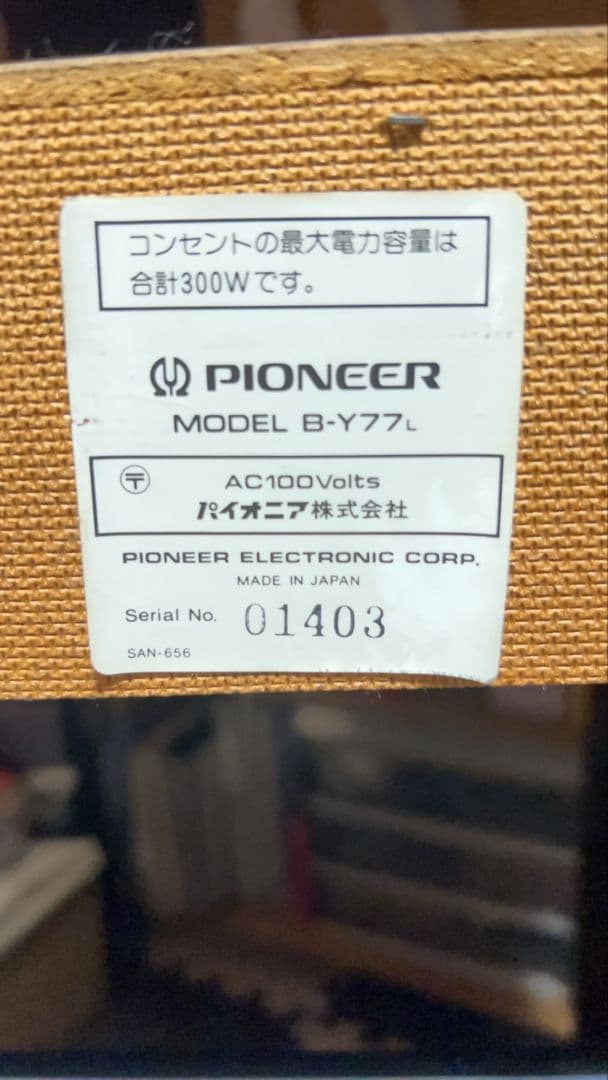 コンセントの最大電力容量は
合計300Wです。
PIONEER
MODEL B-Y77L
〒 AC100Volts
パイオニア株式会社
PIONEER ELECTRONIC CORP.
MADE IN JAPAN
Serial No. 01403
SAN-656